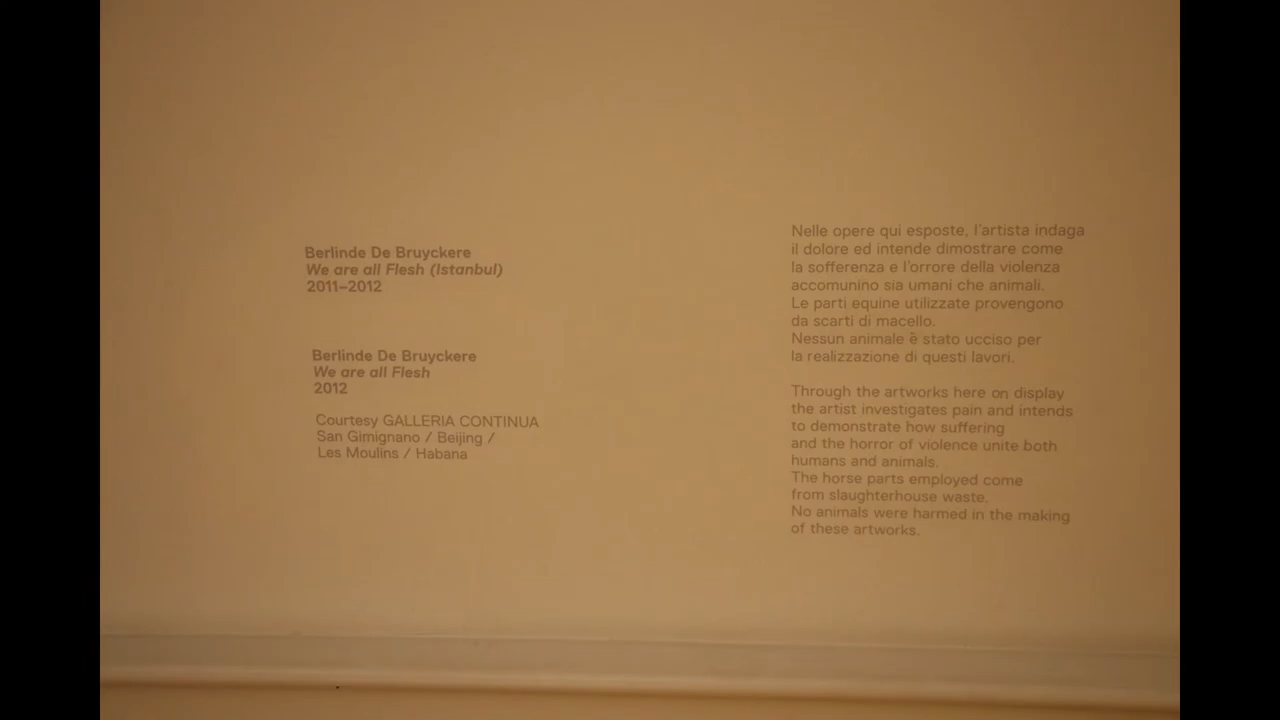 Berlinde De Bruyckere
We are all Flesh (Istanbul)
2011–2012
Berlinde De Bruyckere
We are all Flesh
2012
Courtesy GALLERIA CONTINUA
San Gimignano / Beijing /
Les Moulins / Habana
Nelle opere qui esposte, l'artista indaga
il dolore ed intende dimostrare come
la sofferenza e l'orrore della violenza
accomunino sia umani che animali.
Le parti equine utilizzate provengono
da scarti di macello.
Nessun animale è stato ucciso per
la realizzazione di questi lavori.
Through the artworks here on display
the artist investigates pain and intends
to demonstrate how suffering
and the horror of violence unite both
humans and animals.
The horse parts employed come
from slaughterhouse waste.
No animals were harmed in the making
of these artworks.